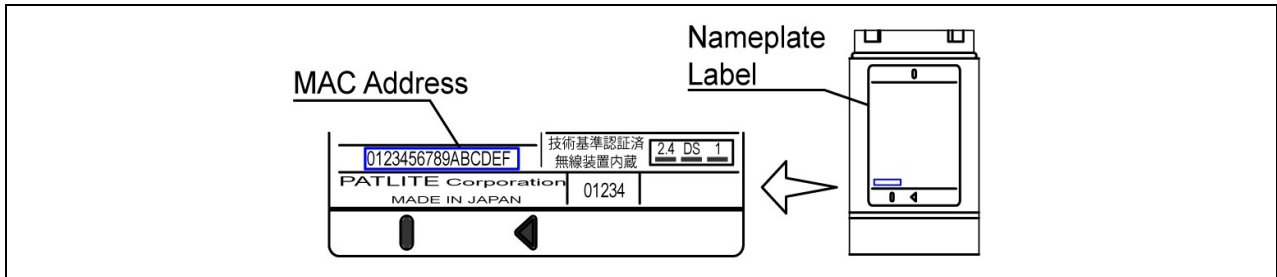 Nameplate
Label
MAC Address
0123456789ABCDEF
技術基準認証済
無線装置内蔵
2.4 DS 1
PATLITE Corporation
MADE IN JAPAN
01234